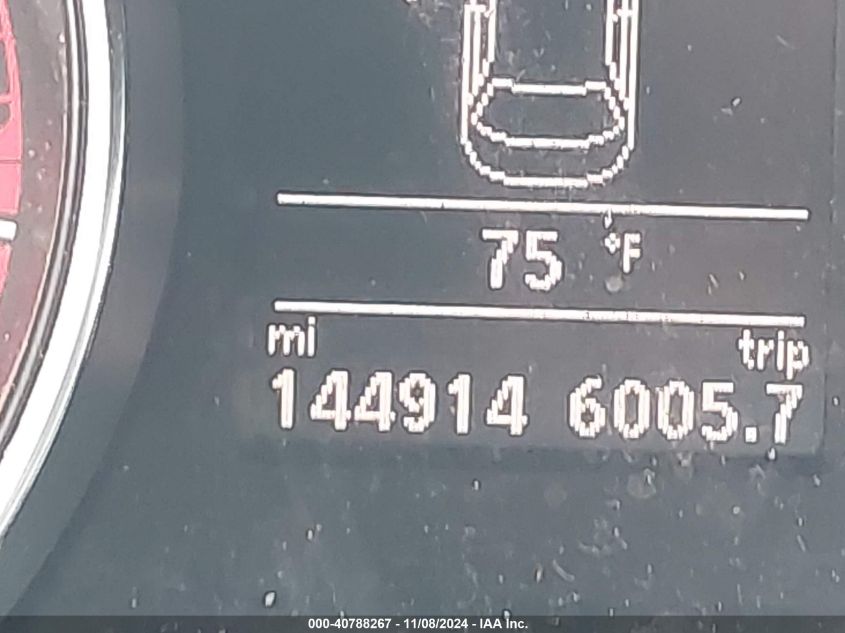 75 °F
mi trip
144914 6005.7
000-40788267 - 11/08/2024 - IAA Inc.